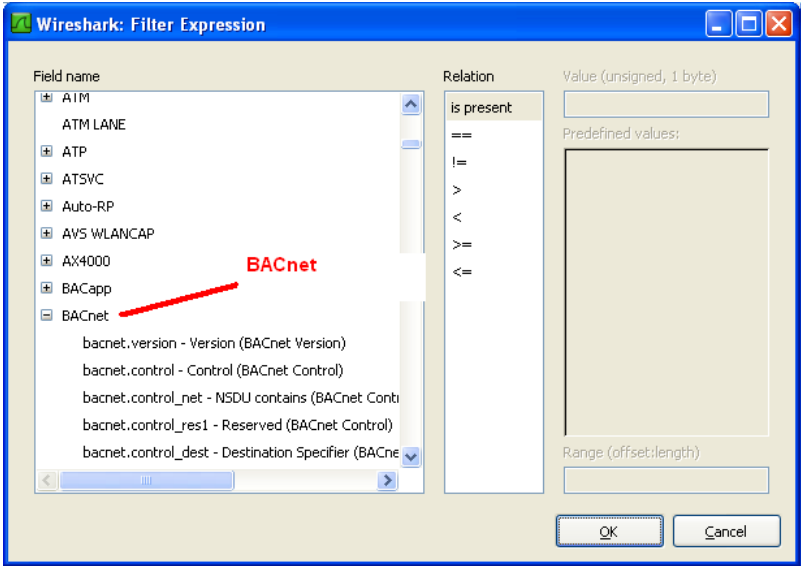 Wireshark: Filter Expression
Field name
Relation
Value (unsigned, 1 byte)
ATM
ATM LANE
ATP
ATSVC
Auto-RP
AVS WLANCAP
AX4000
BACapp
BACnet
BACnet
bacnet.version - Version (BACnet Version)
bacnet.control - Control (BACnet Control)
bacnet.control_net - NSDU contains (BACnet Conti
bacnet.control_res1 - Reserved (BACnet Control)
bacnet.control_dest - Destination Specifier (BACne
is present
==
!=
>
<
>=
<=
Predefined values:
Range (offset:length)
OK
Cancel